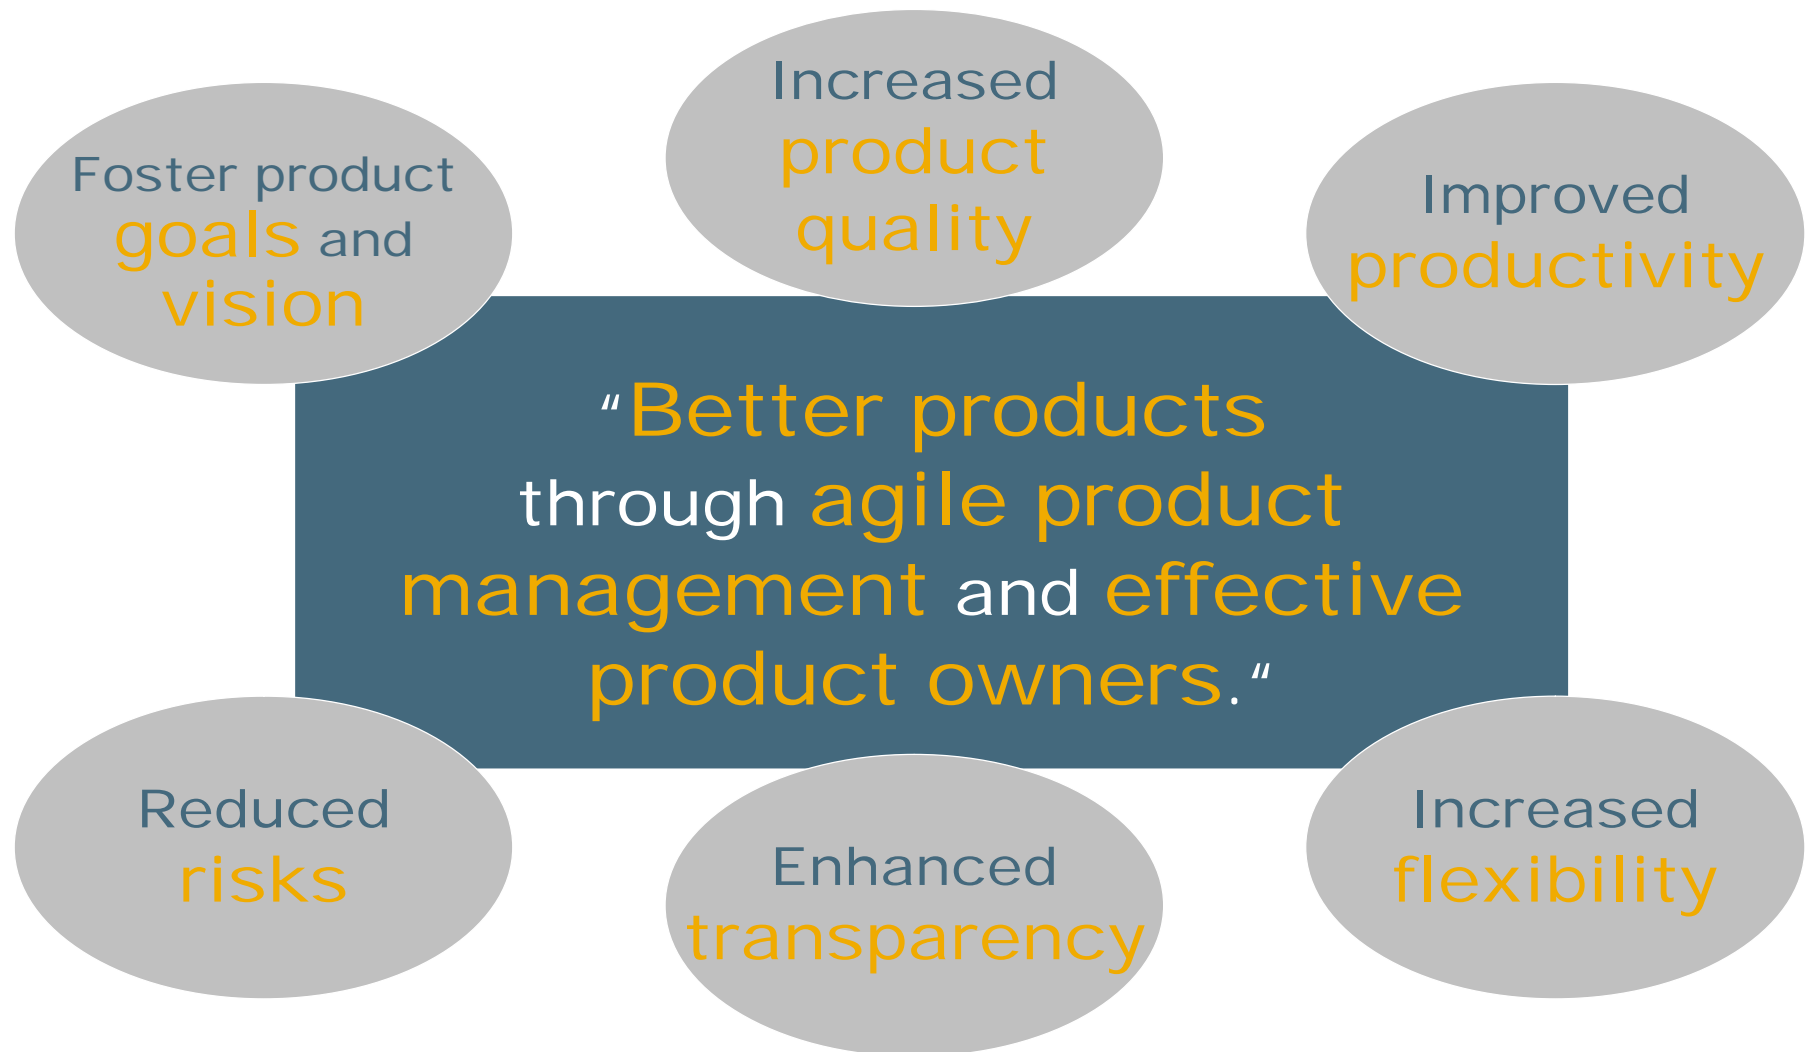 Foster product
goals and
vision
Increased
product
quality
Improved
productivity
“Better products
through agile product
management and effective
product owners.“
Reduced
risks
Enhanced
transparency
Increased
flexibility